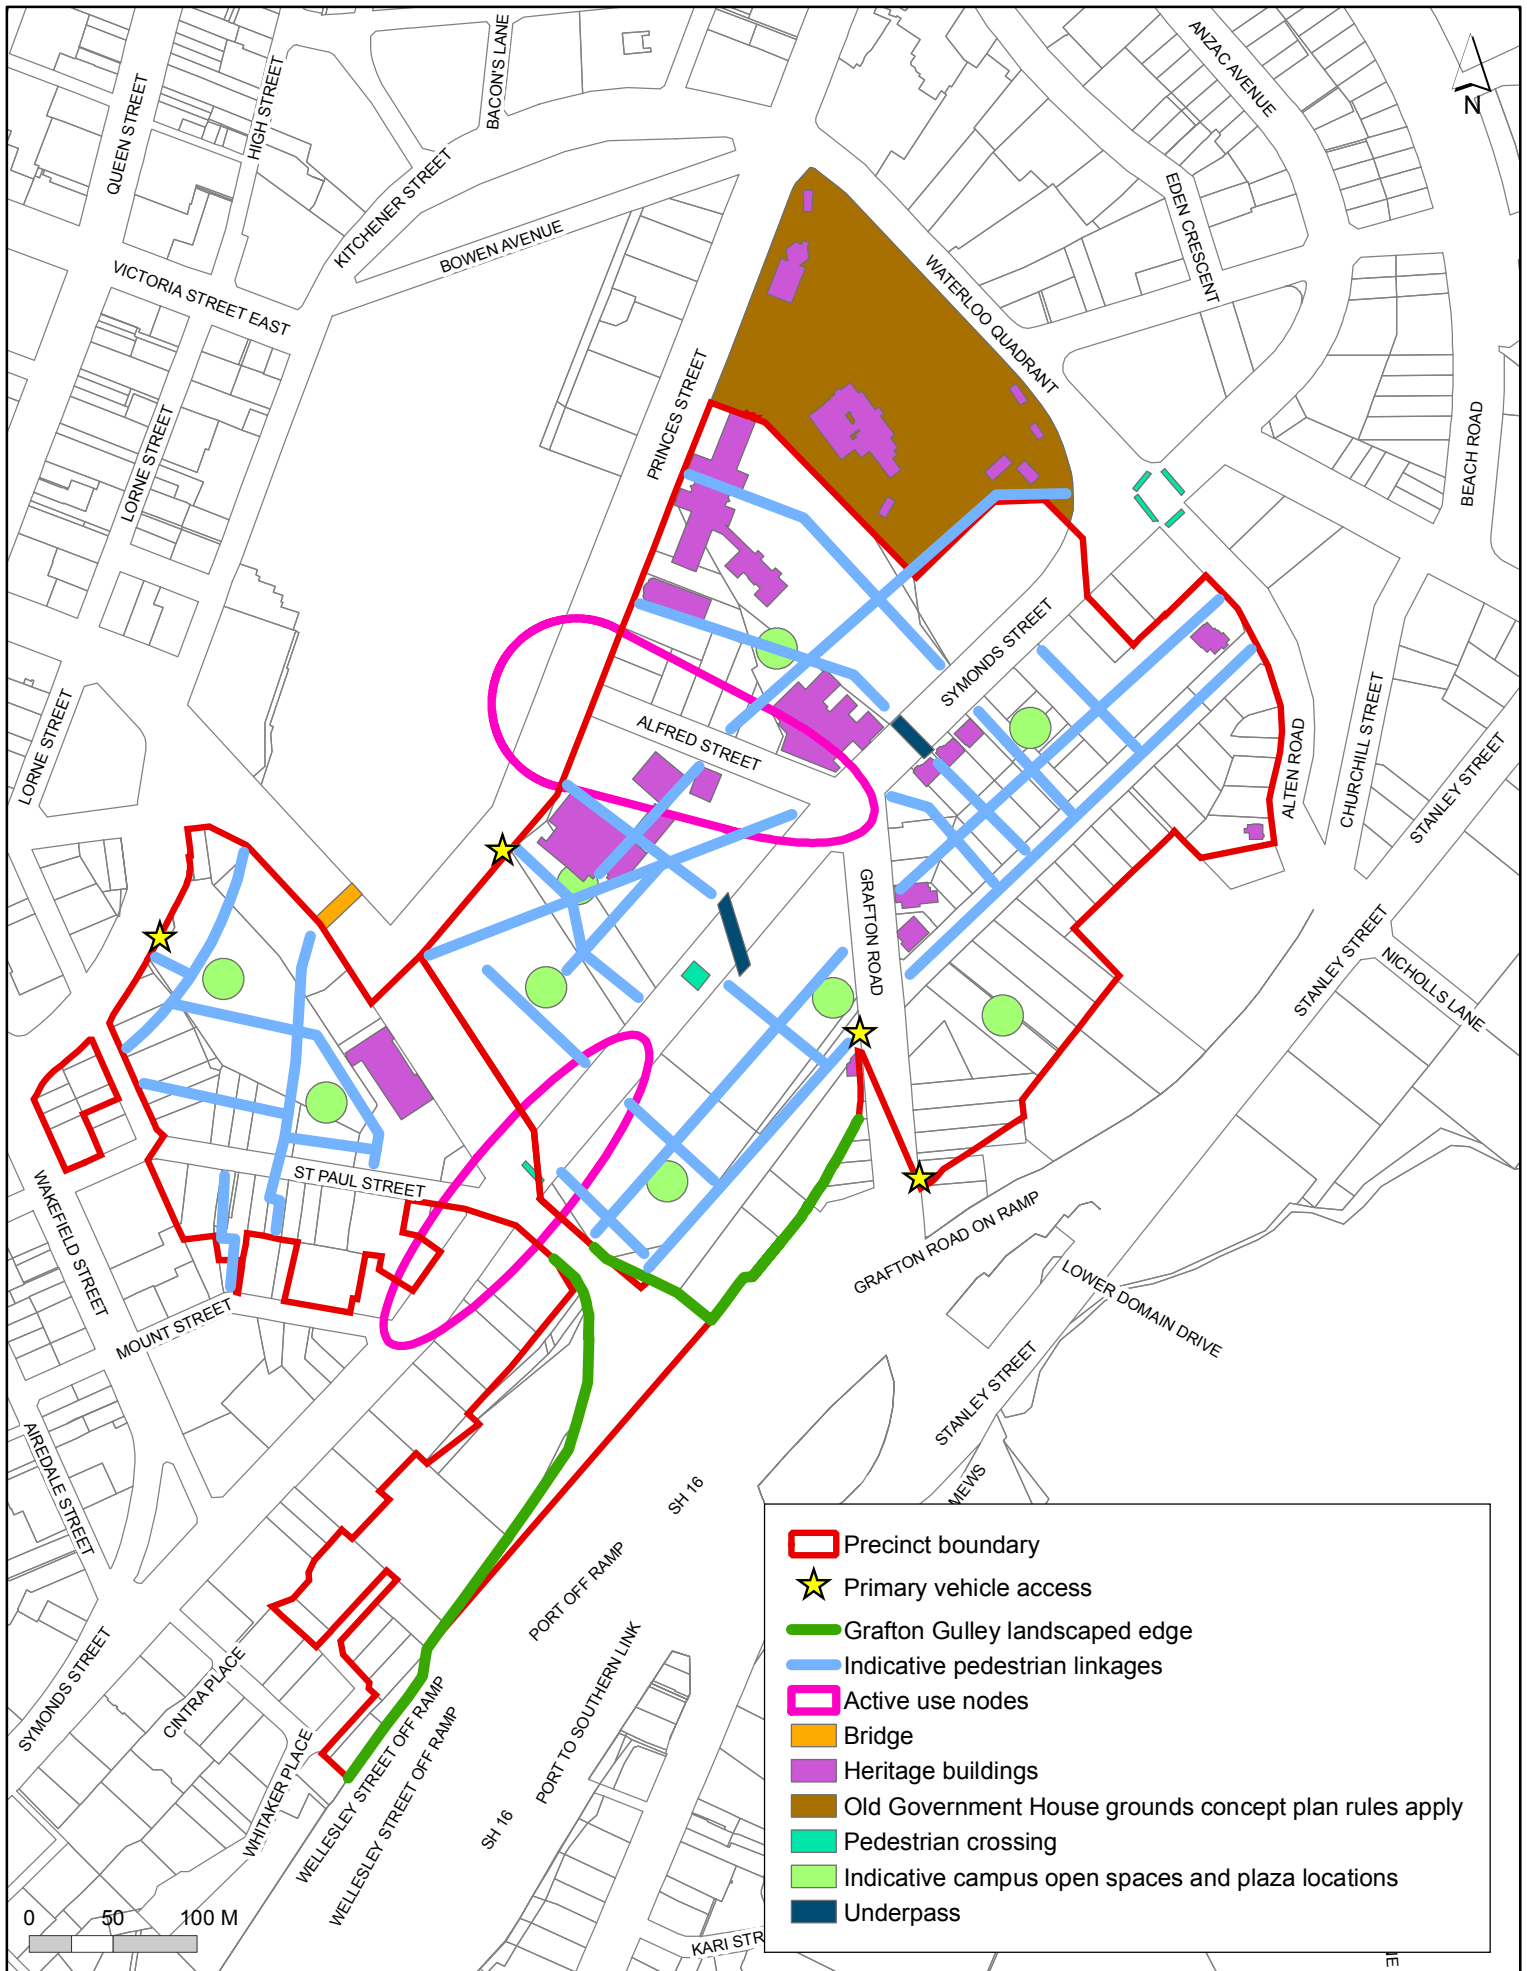 BACON'S LANE
ANZAC AVENUE
QUEEN STREET
HIGH STREET
N
KITCHENER STREET
EDEN CRESCENT
BOWEN AVENUE
VICTORIA STREET EAST
WATERLOO QUADRANT
PRINCES STREET
LORNE STREET
BEACH ROAD
SYMONDS STREET
ALFRED STREET
LORNE STREET
ALTEN ROAD
CHURCHILL STREET
STANLEY STREET
GRAFTON ROAD
STANLEY STREET
NICHOLLS LANE
ST PAUL STREET
WAKEFIELD STREET
GRAFTON ROAD ON RAMP
LOWER DOMAIN DRIVE
MOUNT STREET
STANLEY STREET
AIREDALE STREET
MEWS
SH 16
PORT OFF RAMP
SYMONDS STREET
CINTRA PLACE
WHITAKER PLACE
WELLESLEY STREET OFF RAMP
WELLESLEY STREET OFF RAMP
PORT TO SOUTHERN LINK
SH 16
KARI STR
Precinct boundary
Primary vehicle access
Grafton Gulley landscaped edge
Indicative pedestrian linkages
Active use nodes
Bridge
Heritage buildings
Old Government House grounds concept plan rules apply
Pedestrian crossing
Indicative campus open spaces and plaza locations
Underpass
0 50 100 M